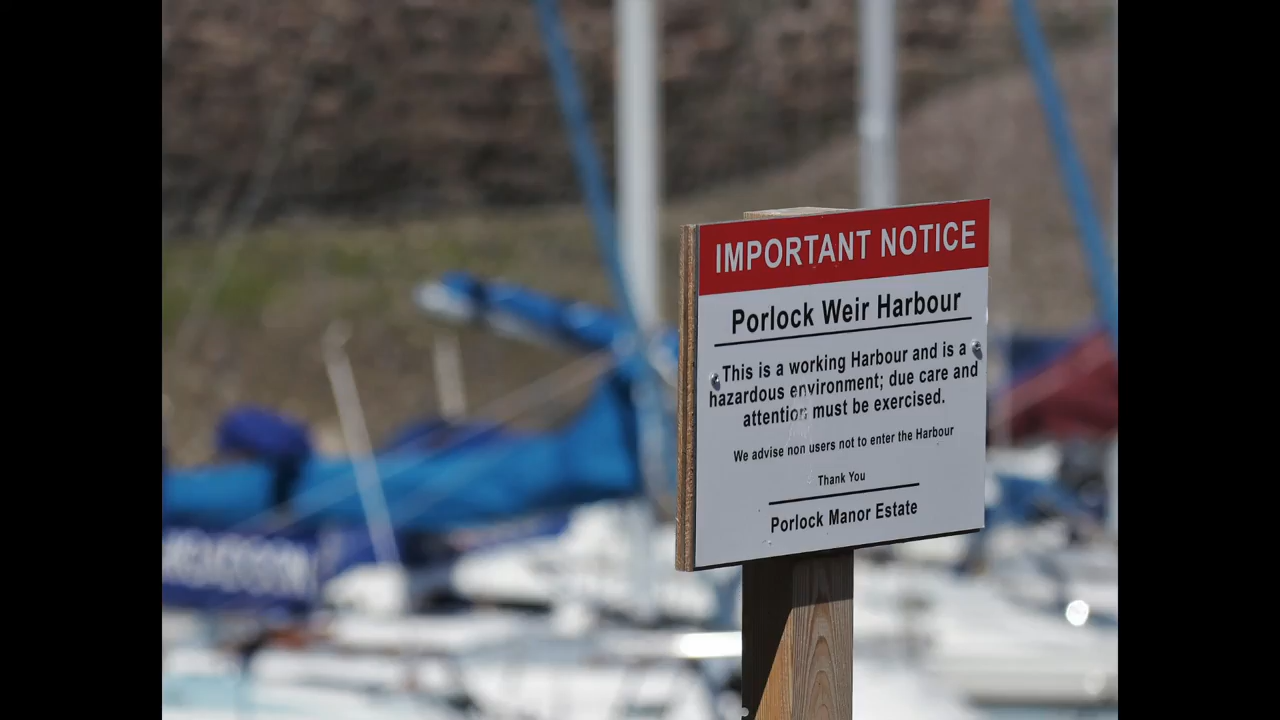 IMPORTANT NOTICE
Porlock Weir Harbour
This is a working Harbour and is a
hazardous environment; due care and
attention must be exercised.
We advise non users not to enter the Harbour
Thank You
Porlock Manor Estate